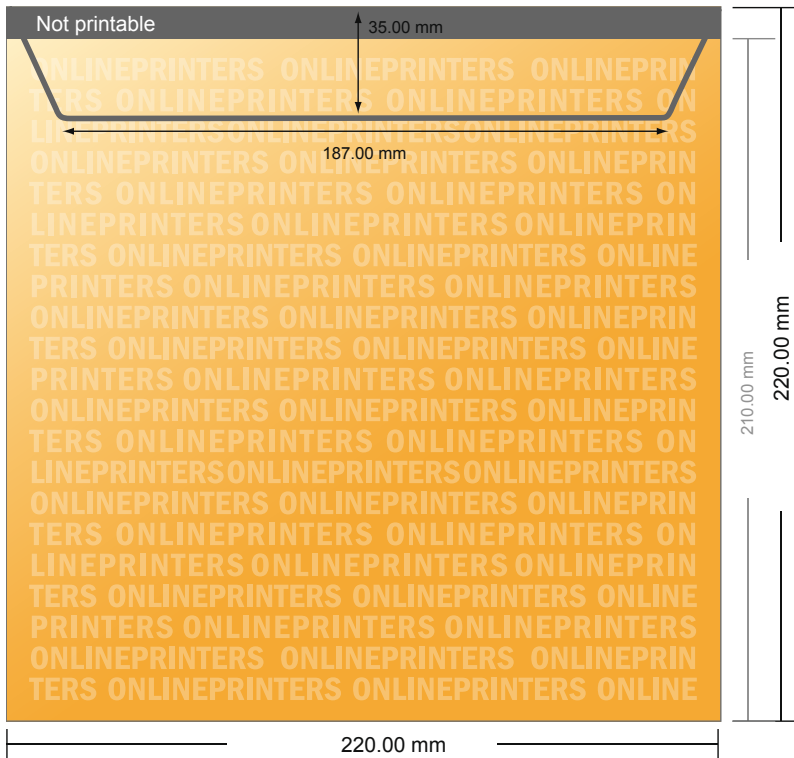 Not printable
35.00 mm
ONLINEPRINTERS ONLINEPRINTERS ONLINEPRIN
TERS ONLINEPRINTERS ONLINEPRINTERS ON
LINEPRINTERS ONLINEPRINTERSONLINEPRINTERS
187.00 mm
ONLINEPRINTERS ONLINEPRINTERS ONLINEPRIN
TERS ONLINEPRINTERS ONLINEPRINTERS ON
LINEPRINTERS ONLINEPRINTERS ONLINEPRIN
TERS ONLINEPRINTERS ONLINEPRINTERS ONLINE
PRINTERS ONLINEPRINTERS ONLINEPRINTERS
ONLINEPRINTERS ONLINEPRINTERS ONLINEPRIN
TERS ONLINEPRINTERS ONLINEPRINTERS ONLINE
PRINTERS ONLINEPRINTERS ONLINEPRINTERS
ONLINEPRINTERS ONLINEPRINTERS ONLINEPRIN
TERS ONLINEPRINTERS ONLINEPRINTERS ON
LINEPRINTERSONLINEPRINTERSONLINEPRINTERS
ONLINEPRINTERS ONLINEPRINTERS ONLINEPRIN
TERS ONLINEPRINTERS ONLINEPRINTERS ON
LINEPRINTERS ONLINEPRINTERS ONLINEPRIN
TERS ONLINEPRINTERS ONLINEPRINTERS ONLINE
PRINTERS ONLINEPRINTERS ONLINEPRINTERS
ONLINEPRINTERS ONLINEPRINTERS ONLINEPRIN
TERS ONLINEPRINTERS ONLINEPRINTERS ONLINE
210.00 mm
220.00 mm
220.00 mm